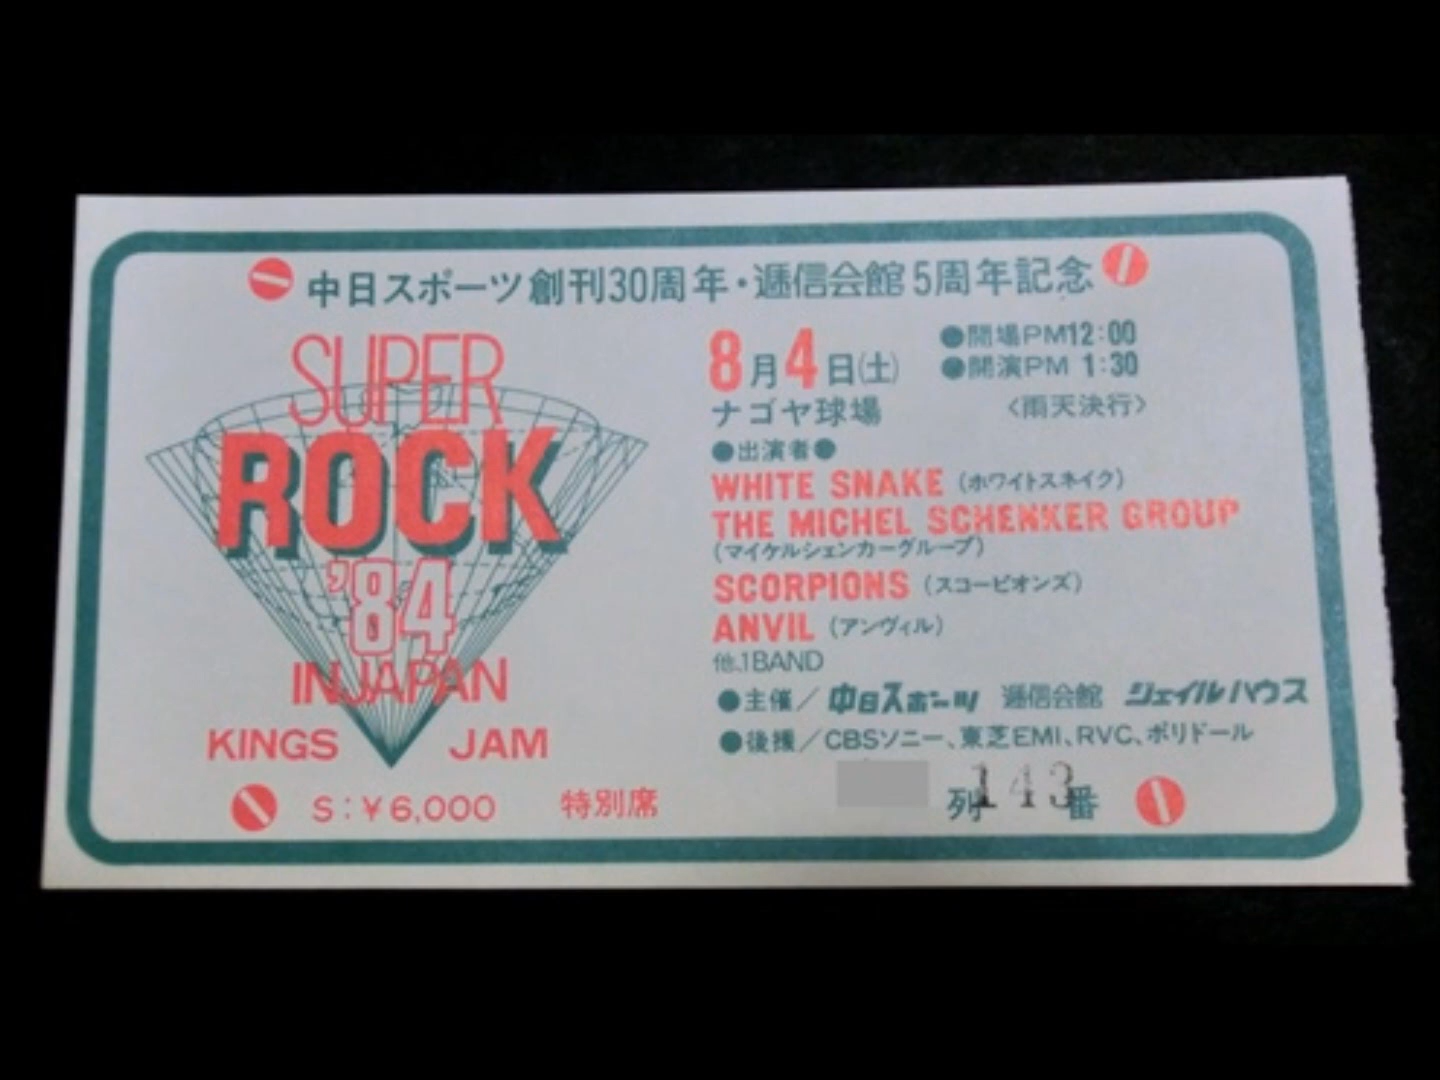 中日スポーツ創刊30周年・逓信会館5周年記念
SUPER
ROCK
'84
IN JAPAN
KINGS JAM
S:¥6,000 特別席
8月4日(土)
●開場PM12:00
●開演PM 1:30
ナゴヤ球場
〈雨天決行〉
●出演者●
WHITE SNAKE (ホワイトスネイク)
THE MICHEL SCHENKER GROUP
(マイケルシェンカーグループ)
SCORPIONS (スコーピオンズ)
ANVIL (アンヴィル)
他、1BAND
●主催/中日スポーツ 逓信会館 ジェイルハウス
●後援/CBSソニー、東芝EMI、RVC、ポリドール
列143番